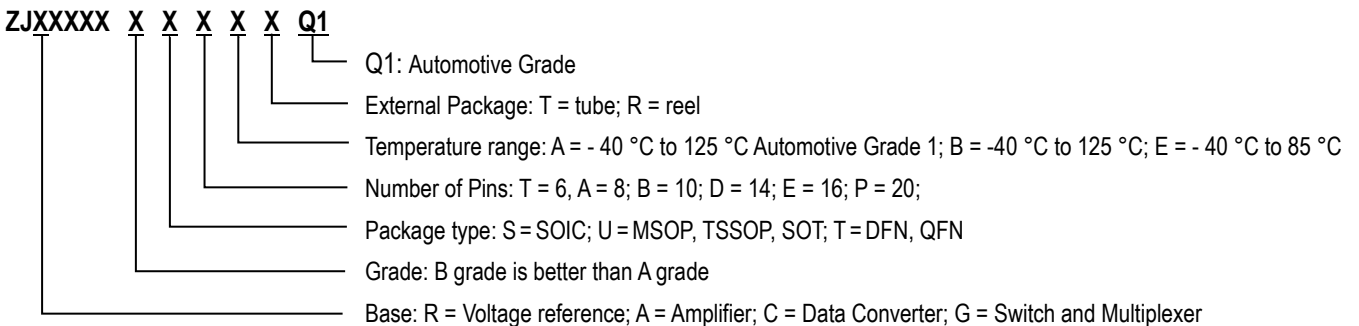 ZJXXXXX X X X X X Q1
Q1: Automotive Grade
External Package: T = tube; R = reel
Temperature range: A = - 40 °C to 125 °C Automotive Grade 1; B = -40 °C to 125 °C; E = - 40 °C to 85 °C
Number of Pins: T = 6, A = 8; B = 10; D = 14; E = 16; P = 20;
Package type: S = SOIC; U = MSOP, TSSOP, SOT; T = DFN, QFN
Grade: B grade is better than A grade
Base: R = Voltage reference; A = Amplifier; C = Data Converter; G = Switch and Multiplexer